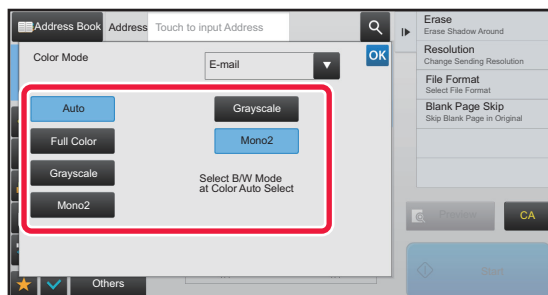 Address Book Address Touch to input Address
Color Mode
E-mail
OK
Auto
Full Color
Grayscale
Mono2
Grayscale
Mono2
Select B/W Mode
at Color Auto Select
Others
Erase
Erase Shadow Around
Resolution
Change Sending Resolution
File Format
Select File Format
Blank Page Skip
Skip Blank Page in Original
Preview
CA
Start